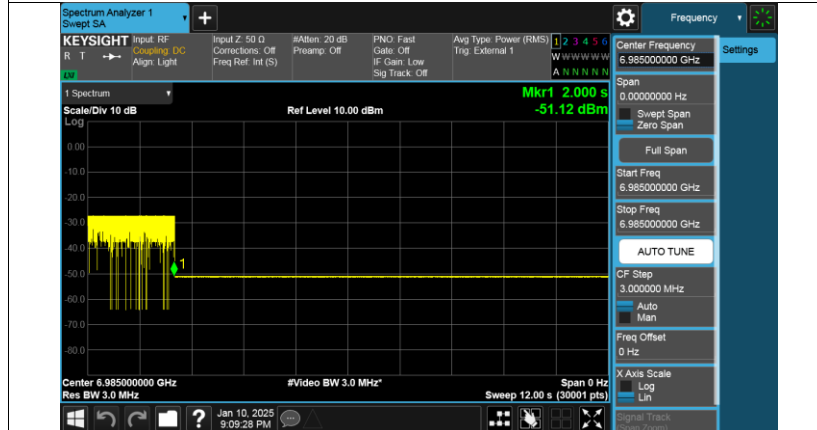 Spectrum Analyzer 1
Swept SA
+
Frequency
KEYSIGHT
R T
Input: RF
Coupling: DC
Align: Light
Input Z: 50 Ω
Corrections: Off
Freq Ref: Int (S)
#Atten: 20 dB
Preamp: Off
PNO: Fast
Gate: Off
IF Gain: Low
Sig Track: Off
Avg Type: Power (RMS)
Trig: External 1
1 2 3 4 5 6
W W W W W W
A N N N N N
Center Frequency
6.985000000 GHz
Settings
Span
0.00000000 Hz
Swept Span
Zero Span
Full Span
Start Freq
6.985000000 GHz
Stop Freq
6.985000000 GHz
AUTO TUNE
CF Step
3.000000 MHz
Auto
Man
Freq Offset
0 Hz
X Axis Scale
Log
Lin
Signal Track
(Span Zoom)
1 Spectrum
Scale/Div 10 dB
Ref Level 10.00 dBm
Mkr1 2.000 s
-51.12 dBm
Log
0.00
-10.0
-20.0
-30.0
-40.0
-50.0
-60.0
-70.0
-80.0
1
Center 6.985000000 GHz
Res BW 3.0 MHz
#Video BW 3.0 MHz*
Span 0 Hz
Sweep 12.00 s (30001 pts)
?
Jan 10, 2025
9:09:28 PM